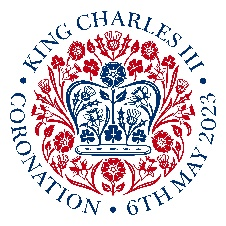 • KING CHARLES III •
CORONATION • 6TH MAY 2023